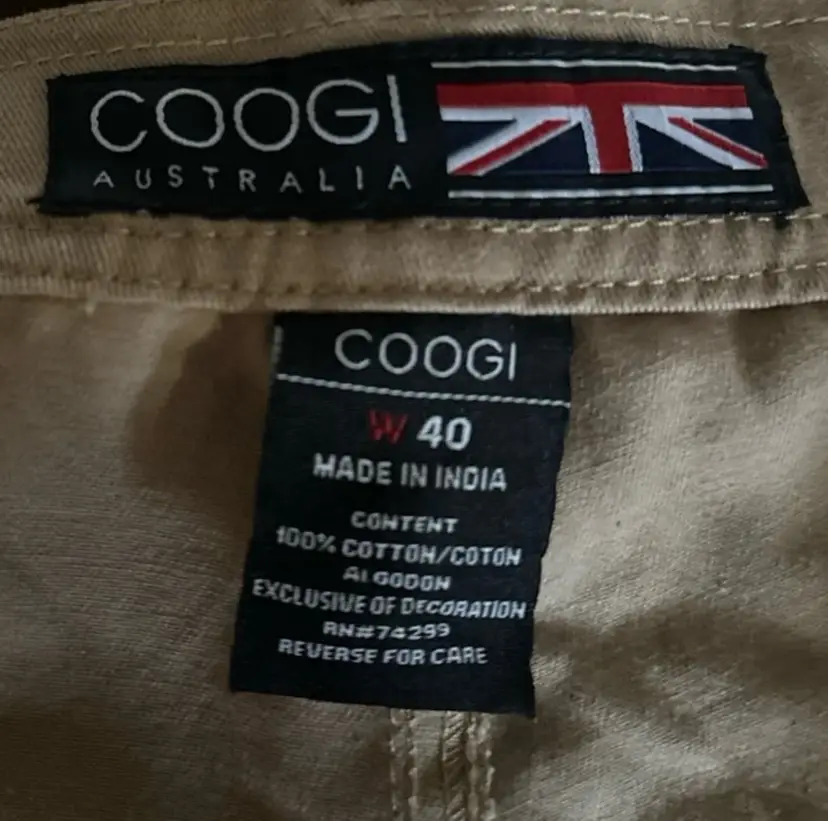 COOGI
AUSTRALIA
COOGI
W 40
MADE IN INDIA
CONTENT
100% COTTON/COTON
ALGODON
EXCLUSIVE OF DECORATION
RN#74299
REVERSE FOR CARE